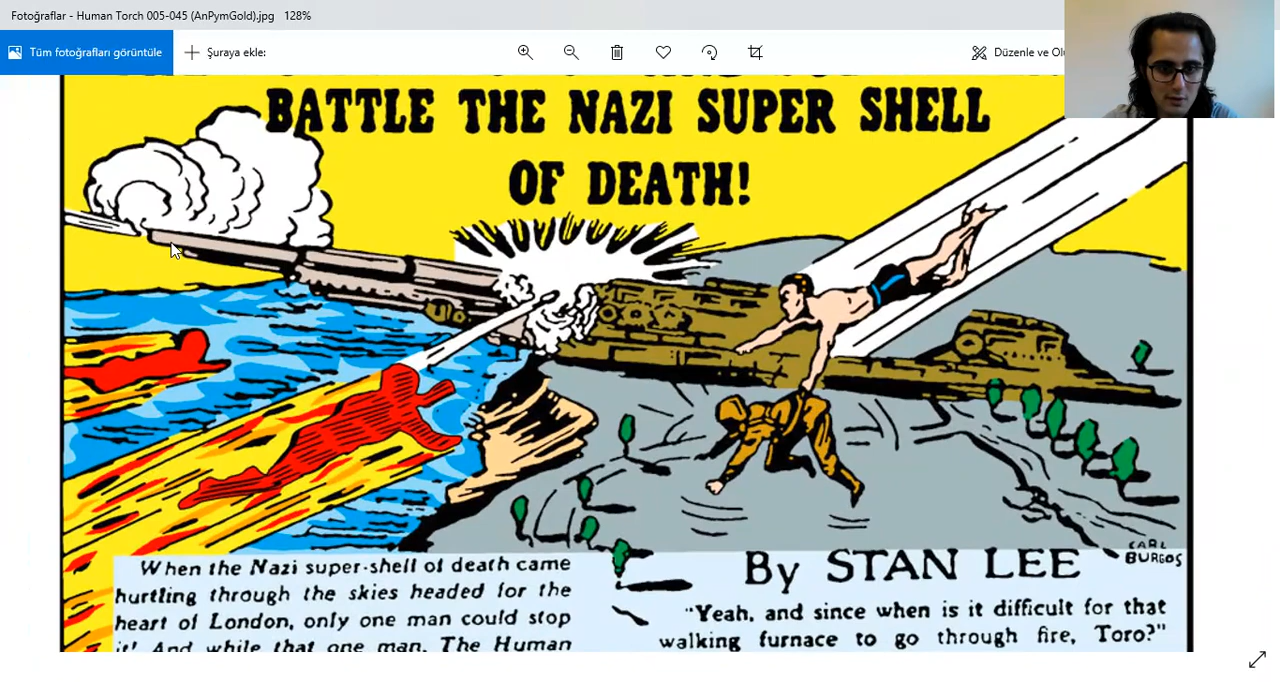 Fotoğraflar - Human Torch 005-045 (AnPymGold).jpg 128%
Tüm fotoğrafları görüntüle
Şuraya ekle:
Düzenle ve
BATTLE THE NAZI SUPER SHELL
OF DEATH!
CARL
BURGOS
When the Nazi super-shell of death came
hurtling through the skies headed for the
heart of London, only one man could stop
it! And while that one man, The Human
By STAN LEE
"Yeah, and since when is it difficult for that
walking furnace to go through fire, Toro?"